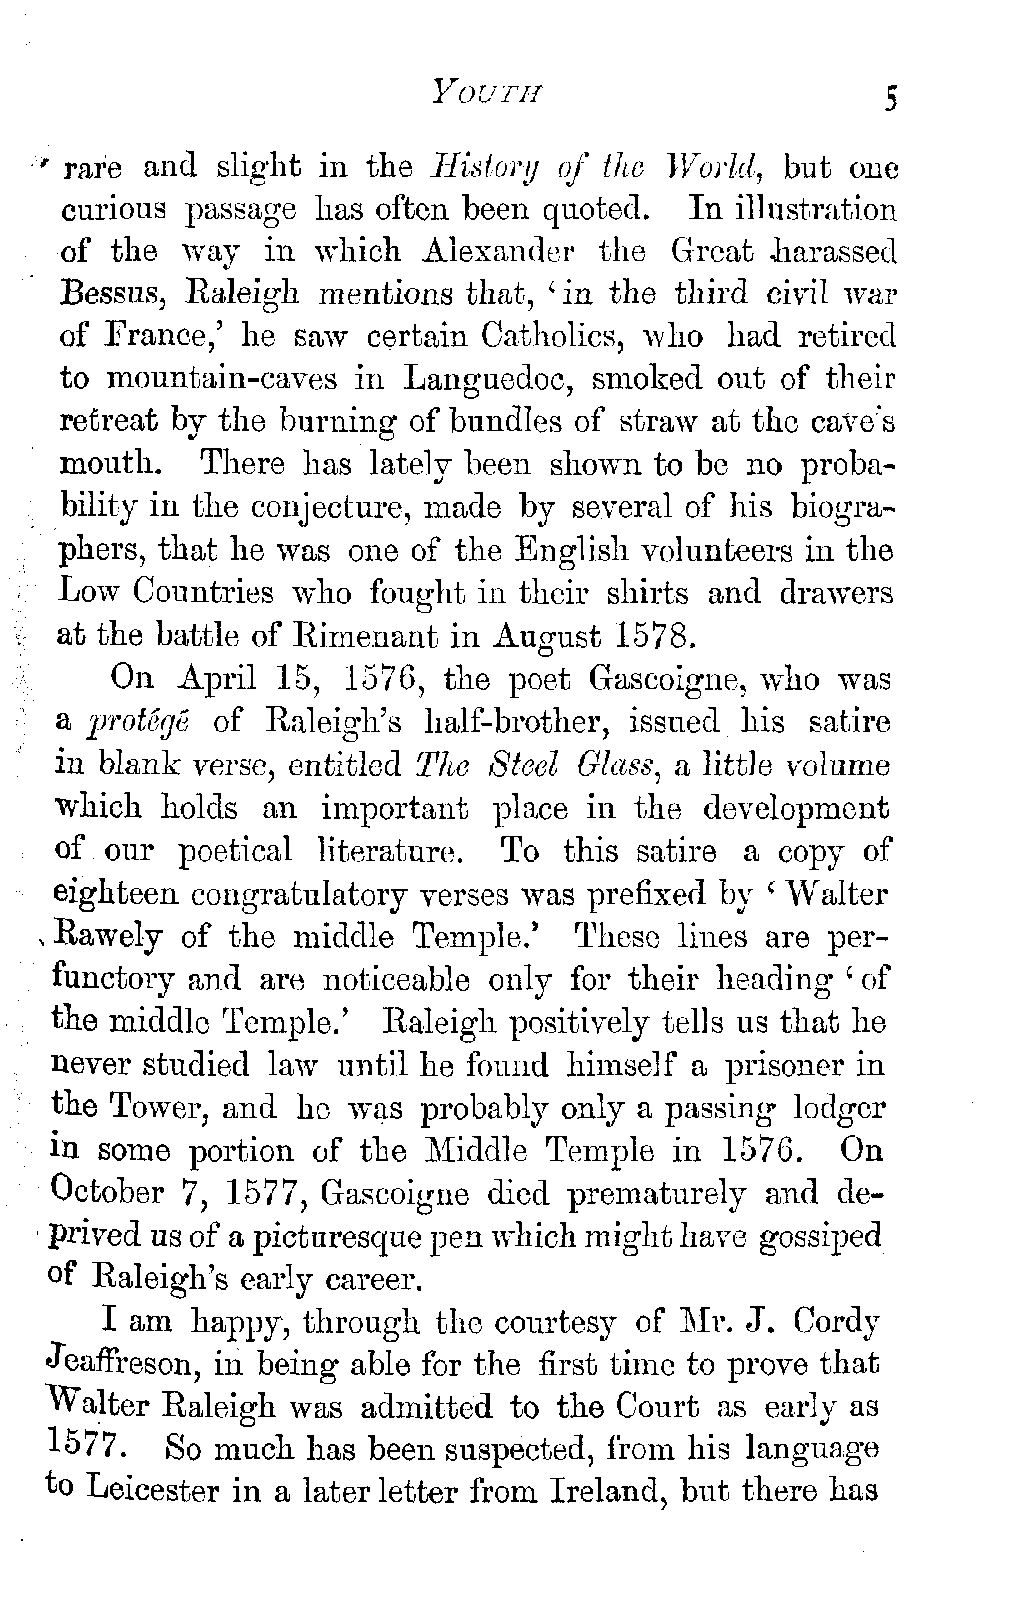 YOUTH 5
rare and slight in the History of the World, but one
curious passage has often been quoted. In illustration
of the way in which Alexander the Great harassed
Bessus, Raleigh mentions that, ‘in the third civil war
of France,’ he saw certain Catholics, who had retired
to mountain-caves in Languedoc, smoked out of their
retreat by the burning of bundles of straw at the cave's
mouth. There has lately been shown to be no proba-
bility in the conjecture, made by several of his biogra-
phers, that he was one of the English volunteers in the
Low Countries who fought in their shirts and drawers
at the battle of Rimenant in August 1578.
On April 15, 1576, the poet Gascoigne, who was
a protégé of Raleigh’s half-brother, issued his satire
in blank verse, entitled The Steel Glass, a little volume
which holds an important place in the development
of our poetical literature. To this satire a copy of
eighteen congratulatory verses was prefixed by ‘Walter
Rawely of the middle Temple.’ These lines are per-
functory and are noticeable only for their heading ‘of
the middle Temple.’ Raleigh positively tells us that he
never studied law until he found himself a prisoner in
the Tower, and he was probably only a passing lodger
in some portion of the Middle Temple in 1576. On
October 7, 1577, Gascoigne died prematurely and de-
prived us of a picturesque pen which might have gossiped
of Raleigh’s early career.
I am happy, through the courtesy of Mr. J. Cordy
Jeaffreson, in being able for the first time to prove that
Walter Raleigh was admitted to the Court as early as
1577. So much has been suspected, from his language
to Leicester in a later letter from Ireland, but there has